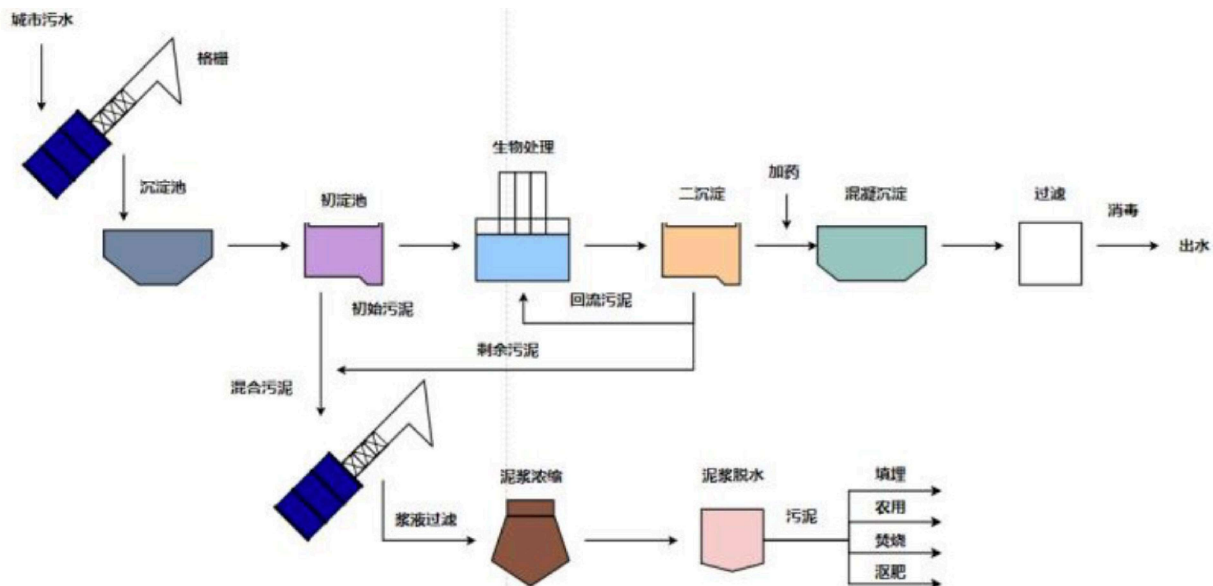 城市污水
格栅
沉淀池
初淀池
生物处理
二沉淀
加药
混凝沉淀
过滤
消毒
出水
初始污泥
回流污泥
剩余污泥
混合污泥
浆液过滤
泥浆浓缩
泥浆脱水
污泥
填埋
农用
焚烧
沤肥